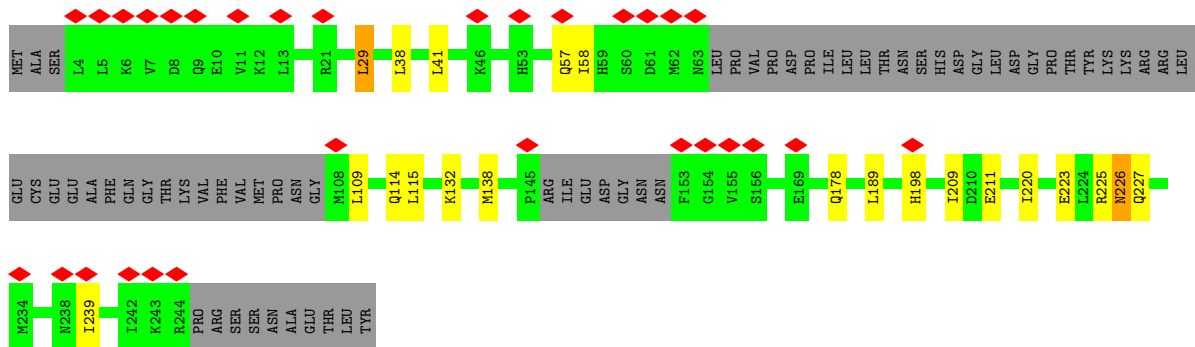 MET ALA SER L4 L5 K6 V7 D8 Q9 E10 V11 K12 L13 R21 L29 L38 L41 K46 H53 Q57 I58 H59 S60 D61 M62 N63 LEU PRO VAL PRO ASP PRO ILE LEU LEU THR ASN SER HIS ASP GLY LEU ASP GLY PRO THR TYR LYS LYS ARG ARG LEU
GLU CYS GLU GLU ALA PHE GLN GLY THR LYS VAL PHE VAL MET PRO ASN GLY M108 L109 Q114 L115 K132 M138 P145 ARG ILE GLU ASP GLY ASN ASN F153 G154 V155 S156 E169 Q178 L189 H198 I209 D210 E211 I220 E223 L224 R225 N226 Q227
M234 N238 I239 I242 K243 R244 PRO ARG SER SER ASN ALA GLU THR LEU TYR